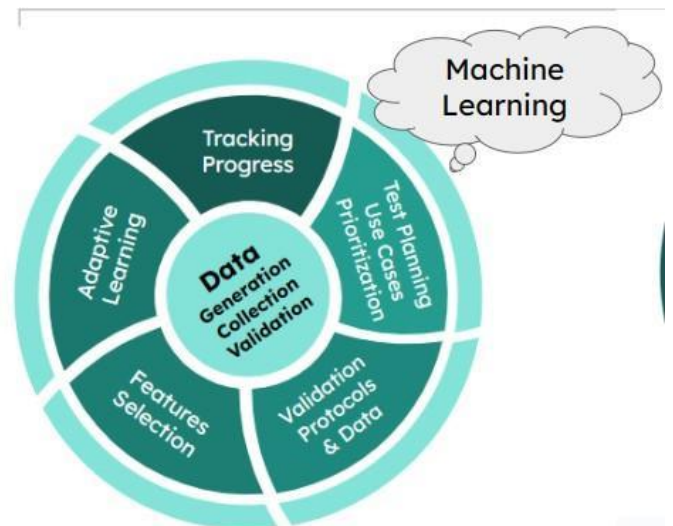 Machine
Learning
Tracking
Progress
Test Planning
Use Cases
Prioritization
Validation
Protocols
& Data
Features
Selection
Adaptive
Learning
Data
Generation
Collection
Validation